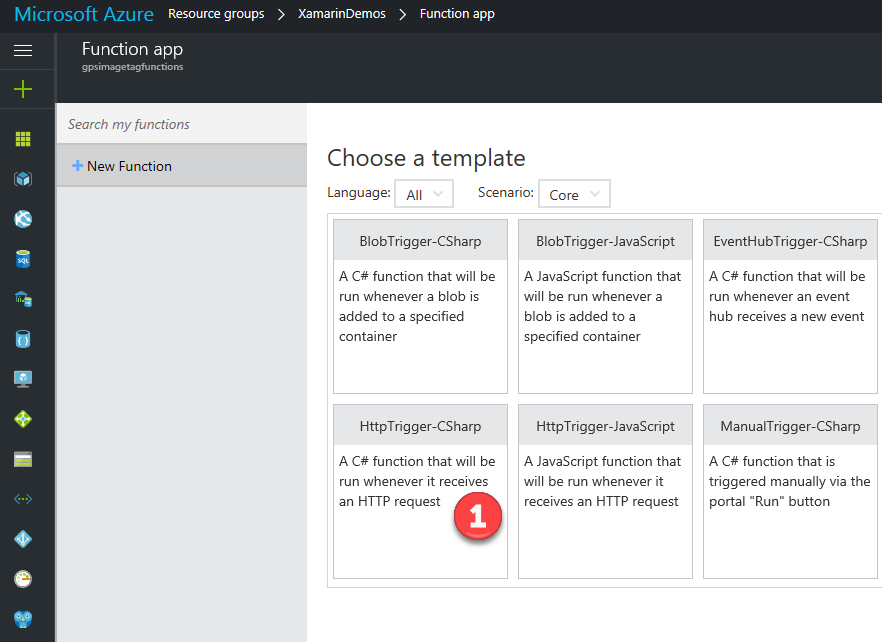 Microsoft Azure Resource groups > XamarinDemos > Function app
Function app
gpsimagetagfunctions
Search my functions
+ New Function
Choose a template
Language: All Scenario: Core
BlobTrigger-CSharp
A C# function that will be
run whenever a blob is
added to a specified
container
BlobTrigger-JavaScript
A JavaScript function that
will be run whenever a
blob is added to a
specified container
EventHubTrigger-CSharp
A C# function that will be
run whenever an event
hub receives a new event
HttpTrigger-CSharp
A C# function that will be
run whenever it receives
an HTTP request
1
HttpTrigger-JavaScript
A JavaScript function that
will be run whenever it
receives an HTTP request
ManualTrigger-CSharp
A C# function that is
triggered manually via the
portal "Run" button
SQL